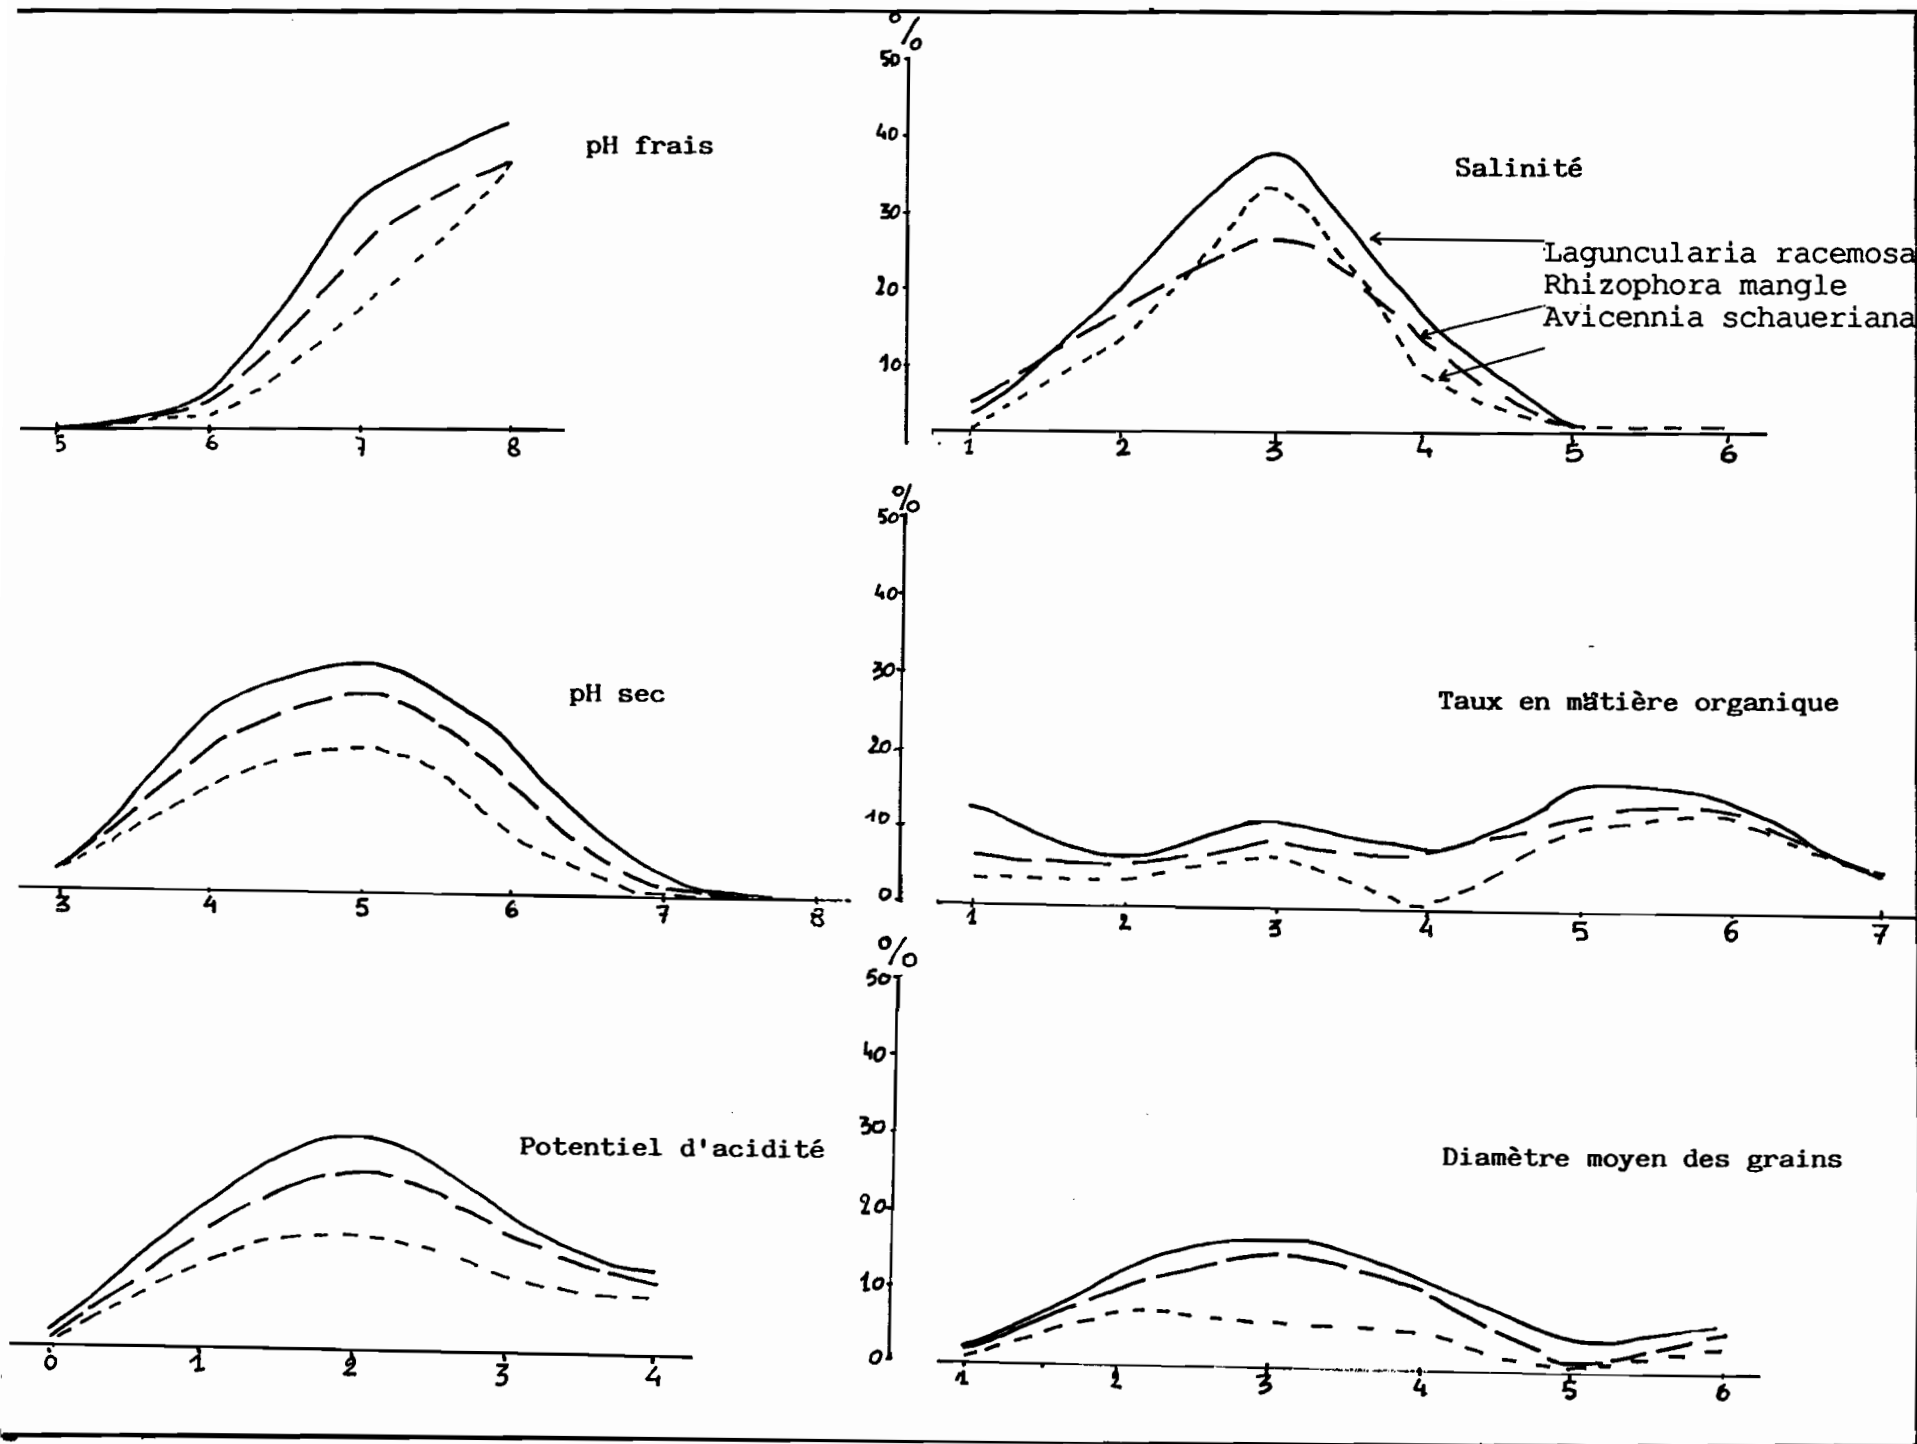 pH frais
5 6 7 8
%
50
40
30
20
10
Salinité
Laguncularia racemosa
Rhizophora mangle
Avicennia schaueriana
1 2 3 4 5 6
pH sec
3 4 5 6 7 8
%
50
40
30
20
10
0
Taux en matière organique
1 2 3 4 5 6 7
Potentiel d'acidité
0 1 2 3 4
%
50
40
30
20
10
0
Diamètre moyen des grains
1 2 3 4 5 6